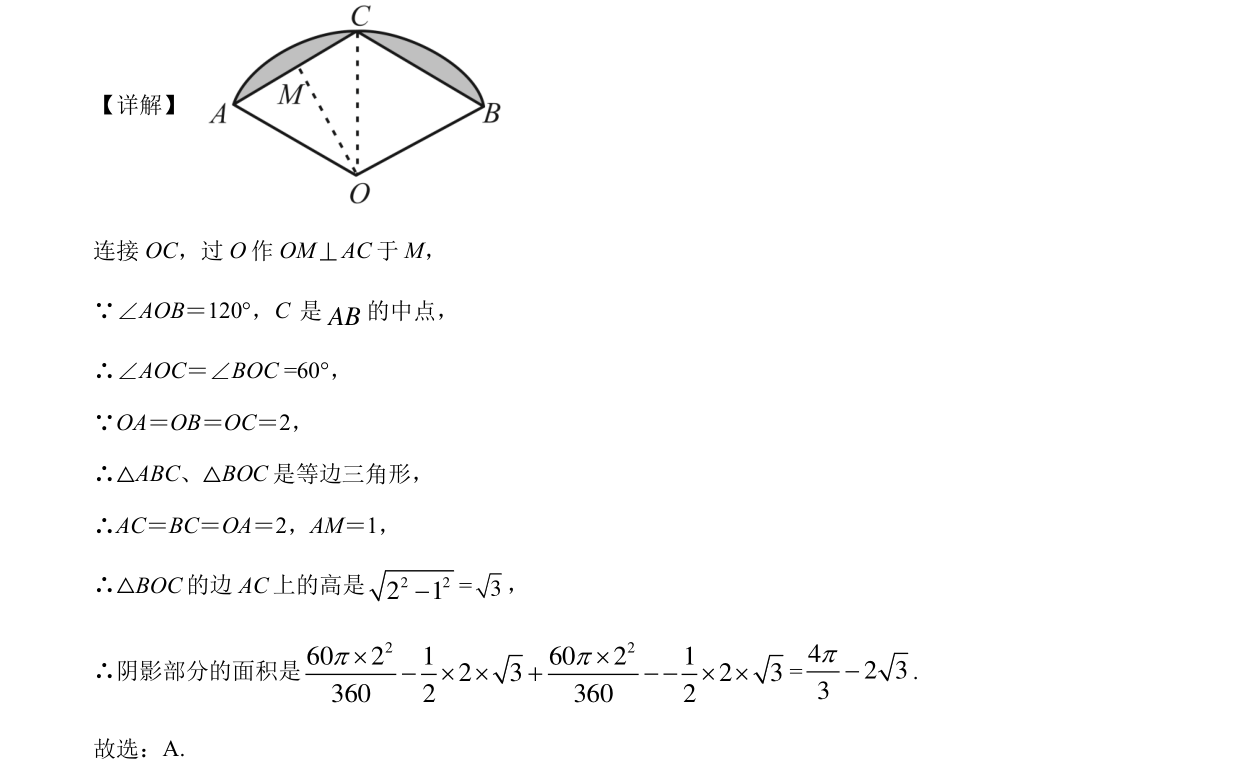 C
【详解】
M
A
B
O
连接 OC，过 O 作 OM⊥AC 于 M，
∵∠AOB＝120°，C 是 AB 的中点，
∴∠AOC＝∠BOC =60°，
∵OA＝OB＝OC＝2，
∴△ABC、△BOC 是等边三角形，
∴AC＝BC＝OA＝2，AM＝1，
∴△BOC 的边 AC 上的高是 √(2²−1²) = √3，
∴阴影部分的面积是 60π×2²/360 − 1/2×2×√3 + 60π×2²/360 − − 1/2×2×√3 = 4π/3 − 2√3.
故选：A.